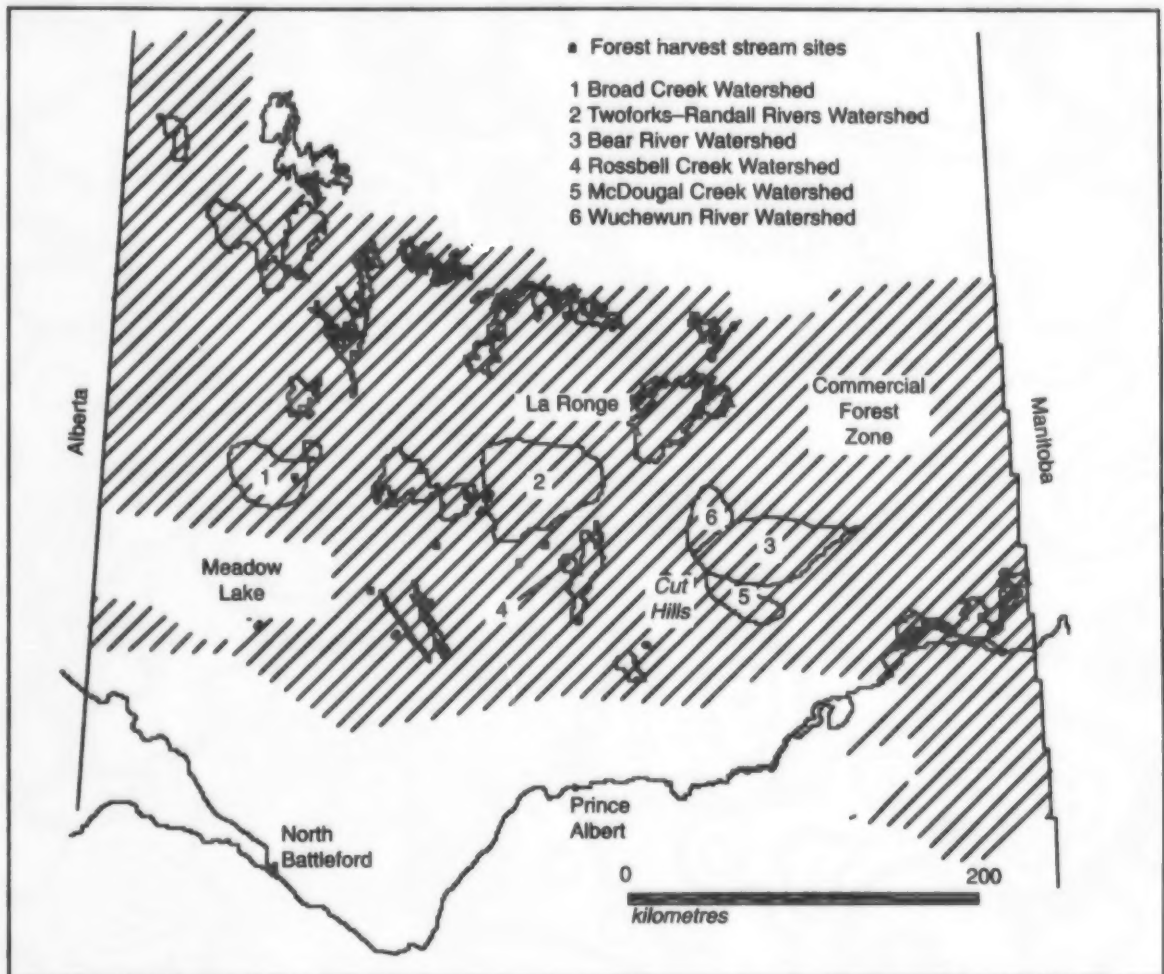 Forest harvest stream sites
1 Broad Creek Watershed
2 Twoforks–Randall Rivers Watershed
3 Bear River Watershed
4 Rossbell Creek Watershed
5 McDougal Creek Watershed
6 Wuchewun River Watershed
Alberta
La Ronge
Commercial
Forest
Zone
Manitoba
1
2
6
3
Meadow
Lake
Cut
Hills
5
4
Prince
Albert
North
Battleford
0 200
kilometres